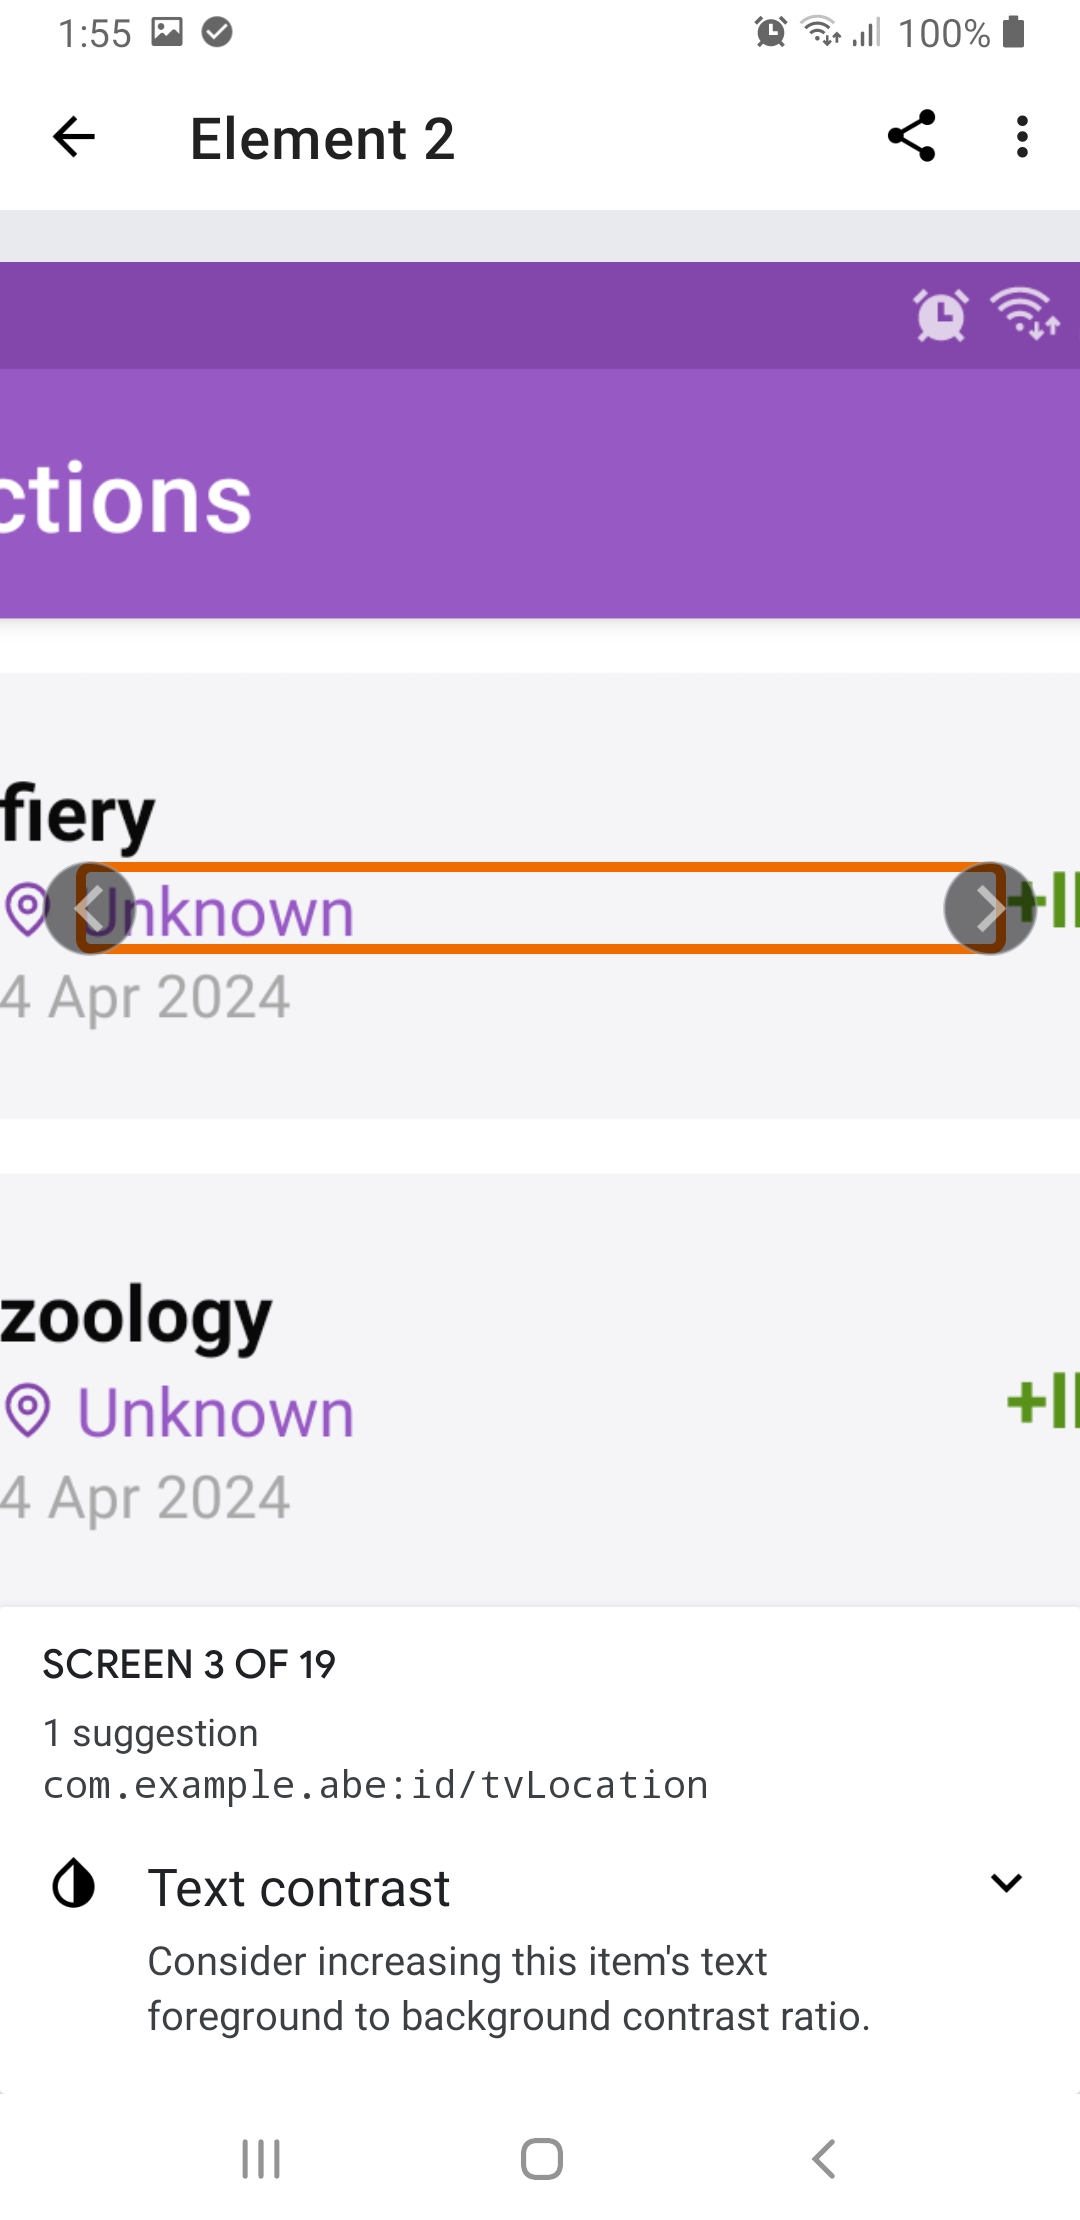 1:55 100%
Element 2
ctions
fiery
Unknown
4 Apr 2024
zoology
Unknown
4 Apr 2024
SCREEN 3 OF 19
1 suggestion
com.example.abe:id/tvLocation
Text contrast
Consider increasing this item's text
foreground to background contrast ratio.